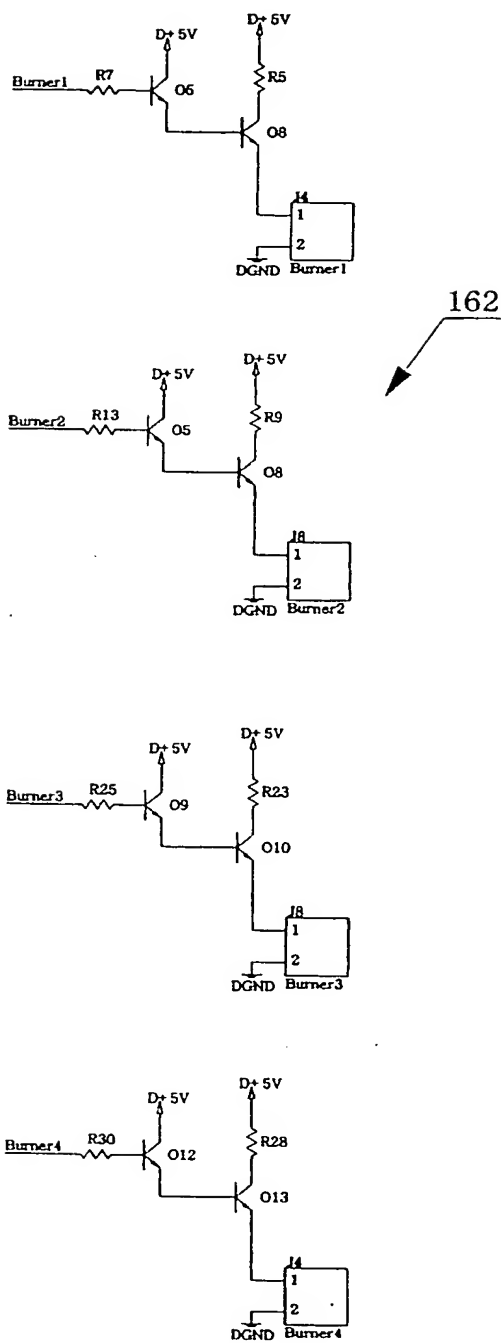 D+ 5V
D+ 5V
Burner1
R7
O6
R5
O8
J4
1
2
DGND
Burner1
162
D+ 5V
D+ 5V
Burner2
R13
O5
R9
O8
J8
1
2
DGND
Burner2
D+ 5V
D+ 5V
Burner3
R25
O9
R23
O10
J8
1
2
DGND
Burner3
D+ 5V
D+ 5V
Burner4
R30
O12
R28
O13
J4
1
2
DGND
Burner4